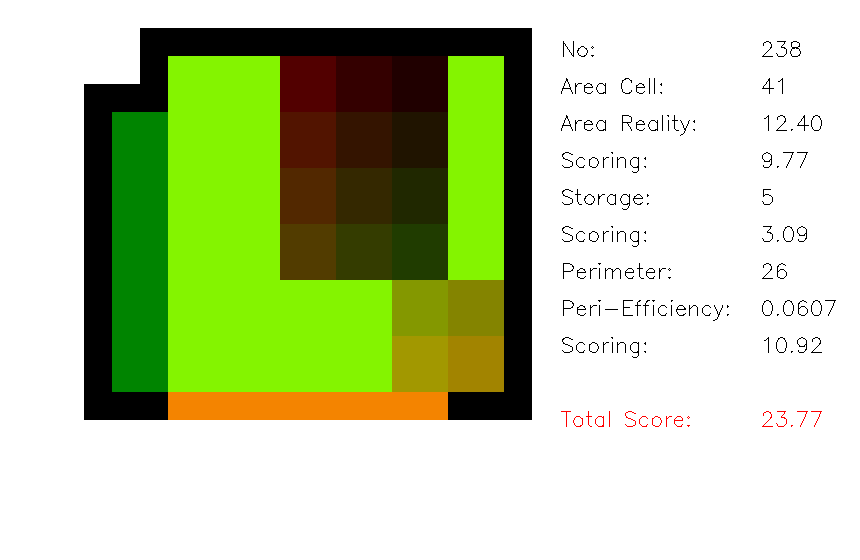 No: 238
Area Cell: 41
Area Reality: 12.40
Scoring: 9.77
Storage: 5
Scoring: 3.09
Perimeter: 26
Peri-Efficiency: 0.0607
Scoring: 10.92
Total Score: 23.77